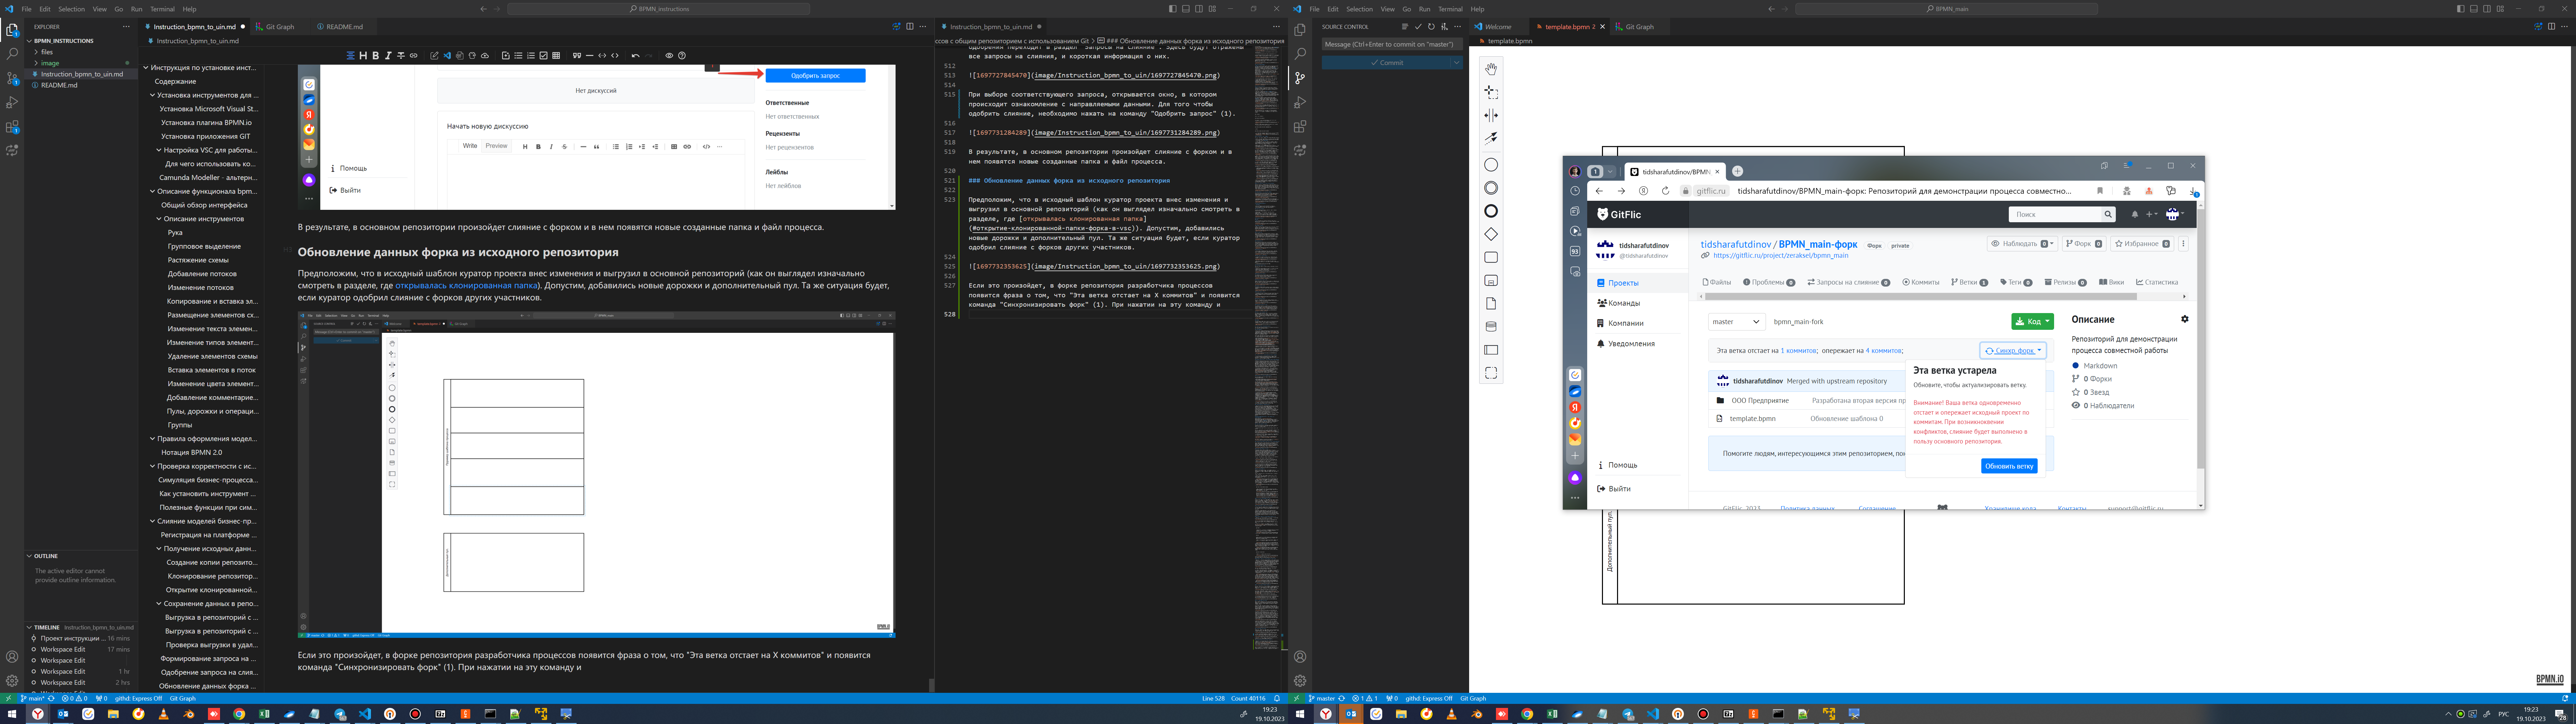 File Edit Selection View Go Run Terminal Help
BPMN_instructions
EXPLORER
BPMN_INSTRUCTIONS
files
image
Instruction_bpmn_to_uin.md
README.md
OUTLINE
The active editor cannot
provide outline information.
TIMELINE Instruction_bpmn_to_uin.md
Проект инструкции ... 16 mins
Workspace Edit 17 mins
Workspace Edit
Workspace Edit 1 hr
Workspace Edit 2 hrs
Instruction_bpmn_to_uin.md
Git Graph
README.md
Instruction_bpmn_to_uin.md
Инструкция по установке инст...
Содержание
Установка инструментов для ...
Установка Microsoft Visual St...
Установка плагина BPMN.io
Установка приложения GIT
Настройка VSC для работы...
Для чего использовать ко...
Camunda Modeller - альтерн...
Описание функционала bpm...
Общий обзор интерфейса
Описание инструментов
Рука
Групповое выделение
Растяжение схемы
Добавление потоков
Изменение потоков
Копирование и вставка эл...
Размещение элементов сх...
Изменение текста элемен...
Изменение типов элемент...
Удаление элементов схемы
Вставка элементов в поток
Изменение цвета элемент...
Добавление комментарие...
Пулы, дорожки и операци...
Группы
Правила оформления модел...
Нотация BPMN 2.0
Проверка корректности с ис...
Симуляция бизнес-процесса...
Как установить инструмент ...
Полезные функции при сим...
Слияние моделей бизнес-пр...
Регистрация на платформе ...
Получение исходных данн...
Создание копии репозито...
Клонирование репозитор...
Открытие клонированной...
Сохранение данных в репо...
Выгрузка в репозиторий с ...
Выгрузка в репозиторий с ...
Проверка выгрузки в удал...
Формирование запроса на ...
Одобрение запроса на слия...
Обновление данных форка ...
Нет дискуссий
Начать новую дискуссию
Write Preview
Одобрить запрос
Ответственные
Нет ответственных
Рецензенты
Нет рецензентов
Лейблы
Нет лейблов
Помощь
Выйти
В результате, в основном репозитории произойдет слияние с форком и в нем появятся новые созданные папка и файл процесса.
Обновление данных форка из исходного репозитория
Предположим, что в исходный шаблон куратор проекта внес изменения и выгрузил в основной репозиторий (как он выглядел изначально
смотреть в разделе, где открывалась клонированная папка). Допустим, добавились новые дорожки и дополнительный пул. Та же ситуация будет,
если куратор одобрил слияние с форков других участников.
BPMN.iO
Если это произойдет, в форке репозитория разработчика процессов появится фраза о том, что "Эта ветка отстает на X коммитов" и появится
команда "Синхронизировать форк" (1). При нажатии на эту команду и
Instruction_bpmn_to_uin.md
ссов с общим репозиторием с использованием Git > ### Обновление данных форка из исходного репозитория
одобрения переходят в раздел "Запросы на слияние". Здесь будут отражены
все запросы на слияния, и короткая информация о них.
512
513 ![1697727845470](image/Instruction_bpmn_to_uin/1697727845470.png)
514
515 При выборе соответствующего запроса, открывается окно, в котором
происходит ознакомление с направляемыми данными. Для того чтобы
одобрить слияние, необходимо нажать на команду "Одобрить запрос" (1).
516
517 ![1697731284289](image/Instruction_bpmn_to_uin/1697731284289.png)
518
519 В результате, в основном репозитории произойдет слияние с форком и в
нем появятся новые созданные папка и файл процесса.
520
521 ### Обновление данных форка из исходного репозитория
522
523 Предположим, что в исходный шаблон куратор проекта внес изменения и
выгрузил в основной репозиторий (как он выглядел изначально смотреть в
разделе, где [открывалась клонированная папка]
(#открытие-клонированной-папки-форка-в-vsc)). Допустим, добавились
новые дорожки и дополнительный пул. Та же ситуация будет, если куратор
одобрил слияние с форков других участников.
524
525 ![1697732353625](image/Instruction_bpmn_to_uin/1697732353625.png)
526
527 Если это произойдет, в форке репозитория разработчика процессов
появится фраза о том, что "Эта ветка отстает на X коммитов" и появится
команда "Синхронизировать форк" (1). При нажатии на эту команду и
528
main* 0 0 0 githd: Express Off Git Graph
Line 528 Count 40116
19:23
19.10.2023
File Edit Selection View Go Run Terminal Help
BPMN_main
SOURCE CONTROL
Message (Ctrl+Enter to commit on "master")
Commit
Welcome
template.bpmn 2
Git Graph
template.bpmn
Дополнительный пул
BPMN.iO
1
tidsharafutdinov/BPMN
gitflic.ru tidsharafutdinov/BPMN_main-форк: Репозиторий для демонстрации процесса совместно...
GitFlic
Поиск
tidsharafutdinov
@tidsharafutdinov
Проекты
Команды
Компании
Уведомления
Помощь
Выйти
93
tidsharafutdinov / BPMN_main-форк Форк private
https://gitflic.ru/project/zeraksel/bpmn_main
Наблюдать 0 Форк 0 Избранное 0
Файлы Проблемы 0 Запросы на слияние 0 Коммиты Ветки 1 Теги 0 Релизы 0 Вики Статистика
master bpmn_main-fork Код
Эта ветка отстает на 1 коммитов; опережает на 4 коммитов; Синхр. форк
tidsharafutdinov Merged with upstream repository
ООО Предприятие Разработана вторая версия пр
template.bpmn Обновление шаблона 0
Помогите людям, интересующимся этим репозиторием, по
Эта ветка устарела
Обновите, чтобы актуализировать ветку.
Внимание! Ваша ветка одновременно
отстает и опережает исходный проект по
коммитам. При возникновении
конфликтов, слияние будет выполнено в
пользу основного репозитория.
Обновить ветку
Описание
Репозиторий для демонстрации
процесса совместной работы
Markdown
0 Форки
0 Звезд
0 Наблюдатели
GitFlic, 2023 Политика данных Соглашение Хранилище кода Контакты support@gitflic.ru
master 1 1 0 githd: Express Off Git Graph
РУС
19:23
19.10.2023